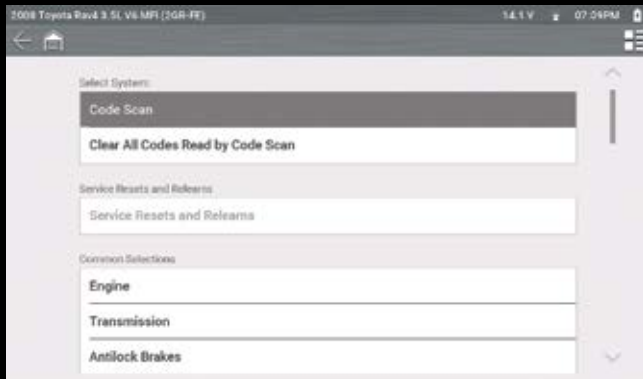 2008 Toyota Rav4 3.5L V6 MFI (2GR-FE) 14.1 V 07:09PM
Select System:
Code Scan
Clear All Codes Read by Code Scan
Service Resets and Relearns
Service Resets and Relearns
Common Selections
Engine
Transmission
Antilock Brakes